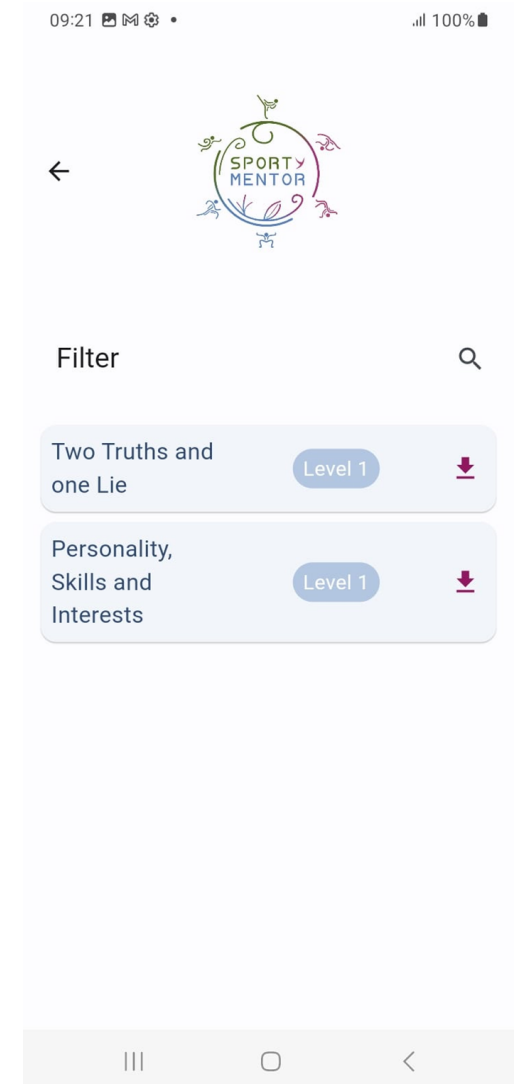 09:21
100%
SPORTY
MENTOR
Filter
Two Truths and
one Lie
Level 1
Personality,
Skills and
Interests
Level 1